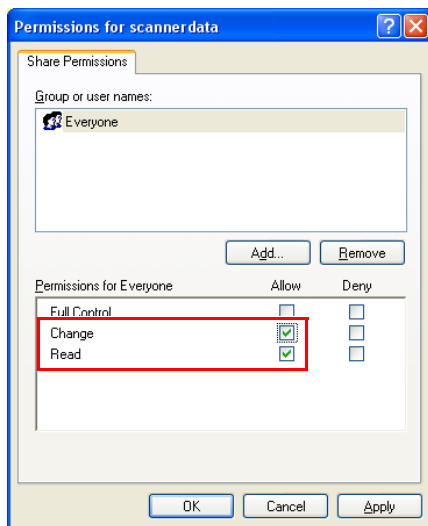 Permissions for scannerdata
Share Permissions
Group or user names:
Everyone
Add... Remove
Permissions for Everyone Allow Deny
Full Control
Change
Read
OK Cancel Apply